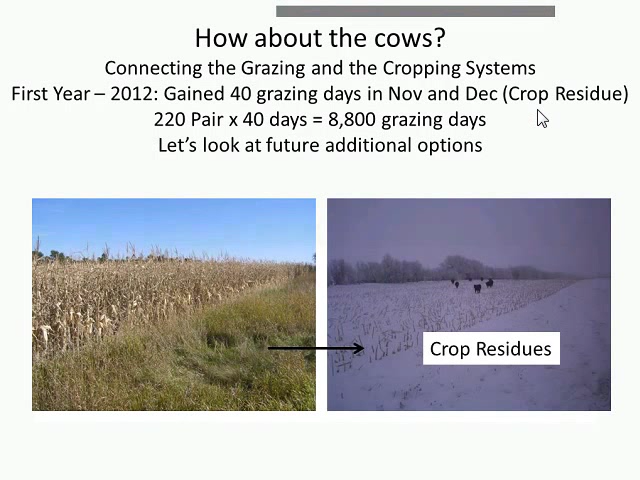 How about the cows?
Connecting the Grazing and the Cropping Systems
First Year – 2012: Gained 40 grazing days in Nov and Dec (Crop Residue)
220 Pair x 40 days = 8,800 grazing days
Let’s look at future additional options
Crop Residues